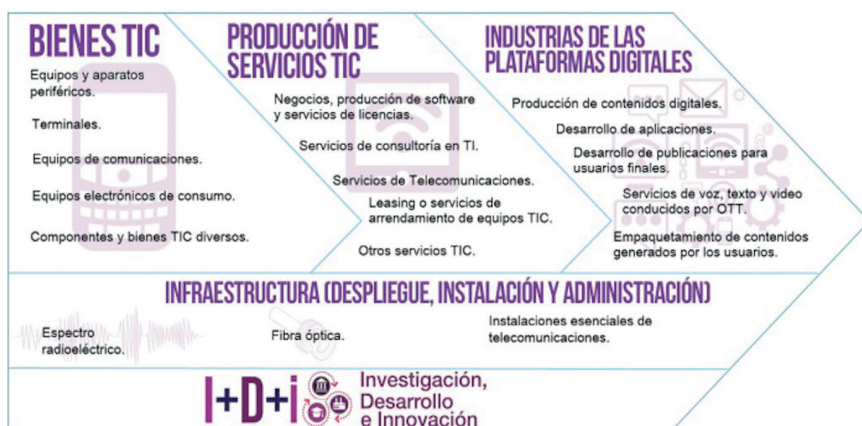 BIENES TIC
Equipos y aparatos
periféricos.
Terminales.
Equipos de comunicaciones.
Equipos electrónicos de consumo.
Componentes y bienes TIC diversos.
PRODUCCIÓN DE
SERVICIOS TIC
Negocios, producción de software
y servicios de licencias.
Servicios de consultoría en TI.
Servicios de Telecomunicaciones.
Leasing o servicios de
arrendamiento de equipos TIC.
Otros servicios TIC.
INDUSTRIAS DE LAS
PLATAFORMAS DIGITALES
Producción de contenidos digitales.
Desarrollo de aplicaciones.
Desarrollo de publicaciones para
usuarios finales.
Servicios de voz, texto y video
conducidos por OTT.
Empaquetamiento de contenidos
generados por los usuarios.
INFRAESTRUCTURA (DESPLIEGUE, INSTALACIÓN Y ADMINISTRACIÓN)
Espectro
radioeléctrico.
Fibra óptica.
Instalaciones esenciales de
telecomunicaciones.
I+D+i
Investigación,
Desarrollo
e Innovación